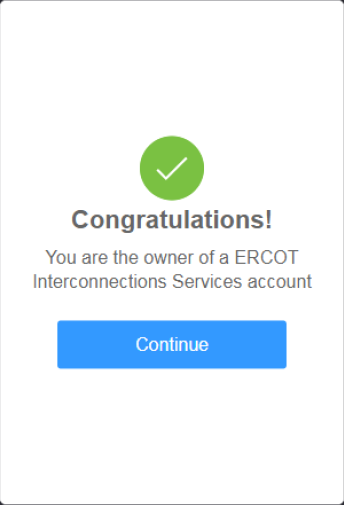 Congratulations!
You are the owner of a ERCOT
Interconnections Services account
Continue